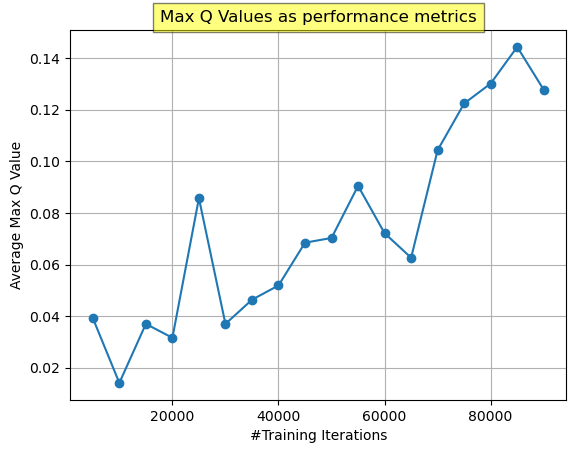 Max Q Values as performance metrics
0.14
0.12
0.10
0.08
0.06
0.04
0.02
Average Max Q Value
20000 40000 60000 80000
#Training Iterations